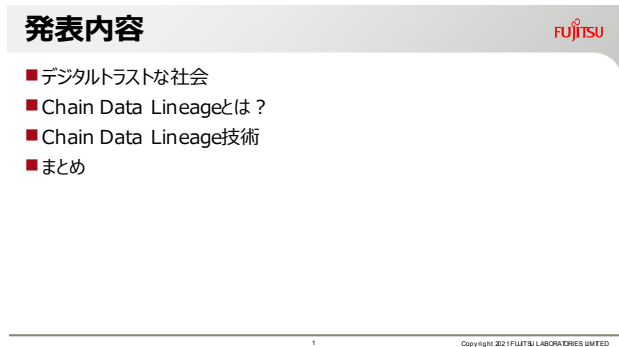 発表内容
FUJITSU
デジタルトラストな社会
Chain Data Lineageとは？
Chain Data Lineage技術
まとめ
1
Copyright 2021 FUJITSU LABORATORIES LIMITED